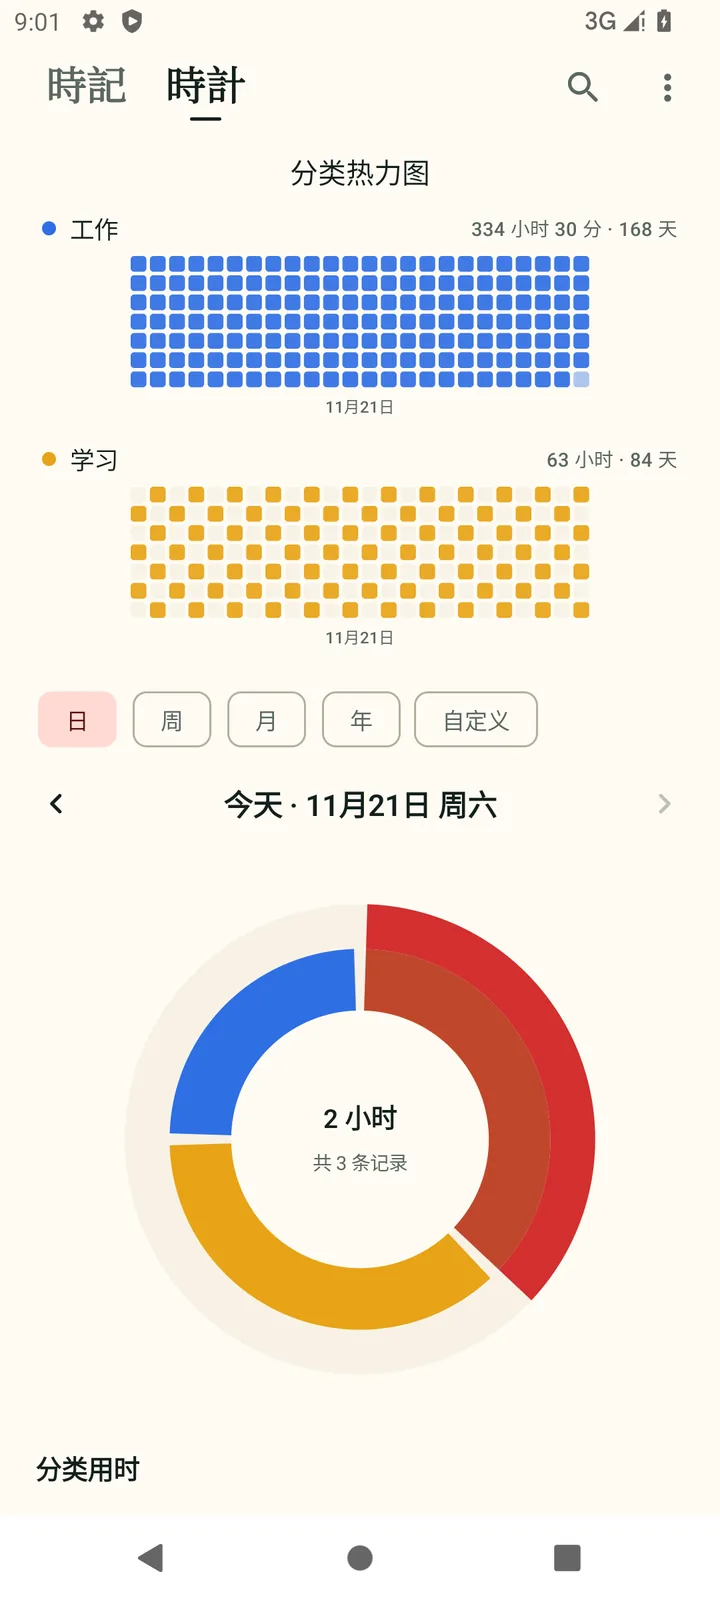 9:01 3G
時記 時計
分类热力图
工作 334 小时 30 分 · 168 天
11月21日
学习 63 小时 · 84 天
11月21日
日 周 月 年 自定义
今天 · 11月21日 周六
2 小时
共 3 条记录
分类用时